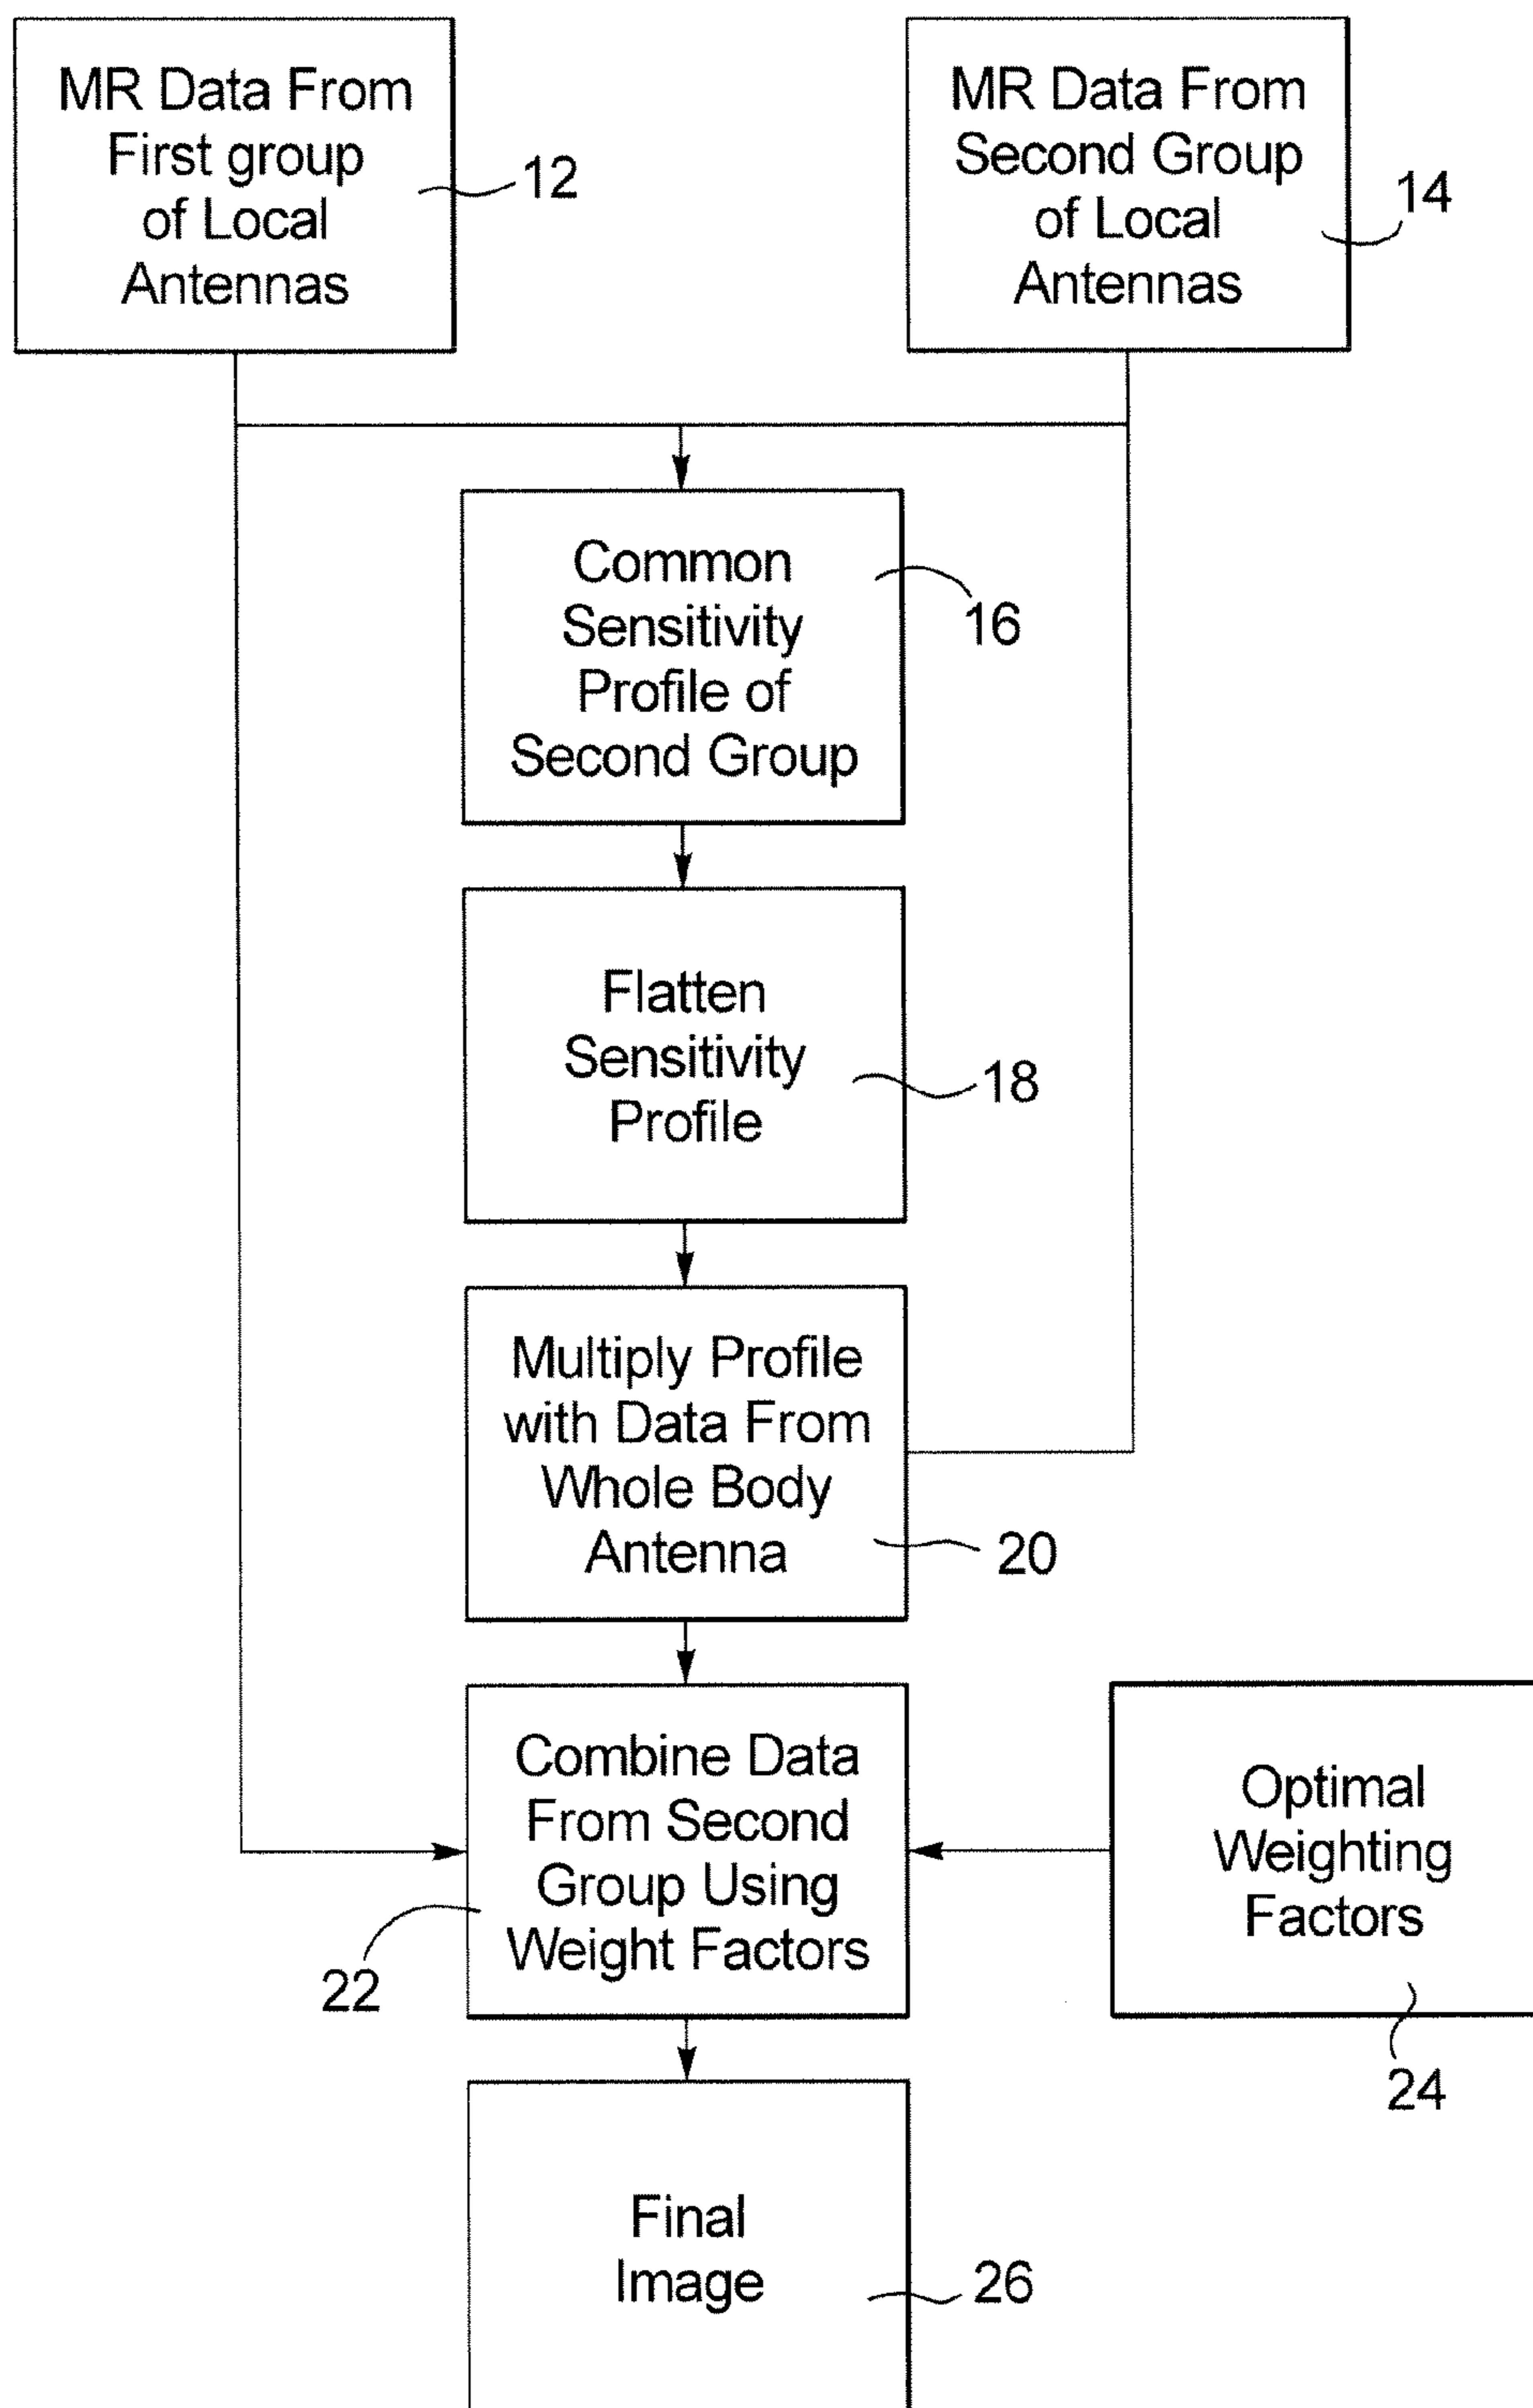 MR Data From
First group
of Local
Antennas
12
MR Data From
Second Group
of Local
Antennas
14
Common
Sensitivity
Profile of
Second Group
16
Flatten
Sensitivity
Profile
18
Multiply Profile
with Data From
Whole Body
Antenna
20
Combine Data
From Second
Group Using
Weight Factors
22
Optimal
Weighting
Factors
24
Final
Image
26